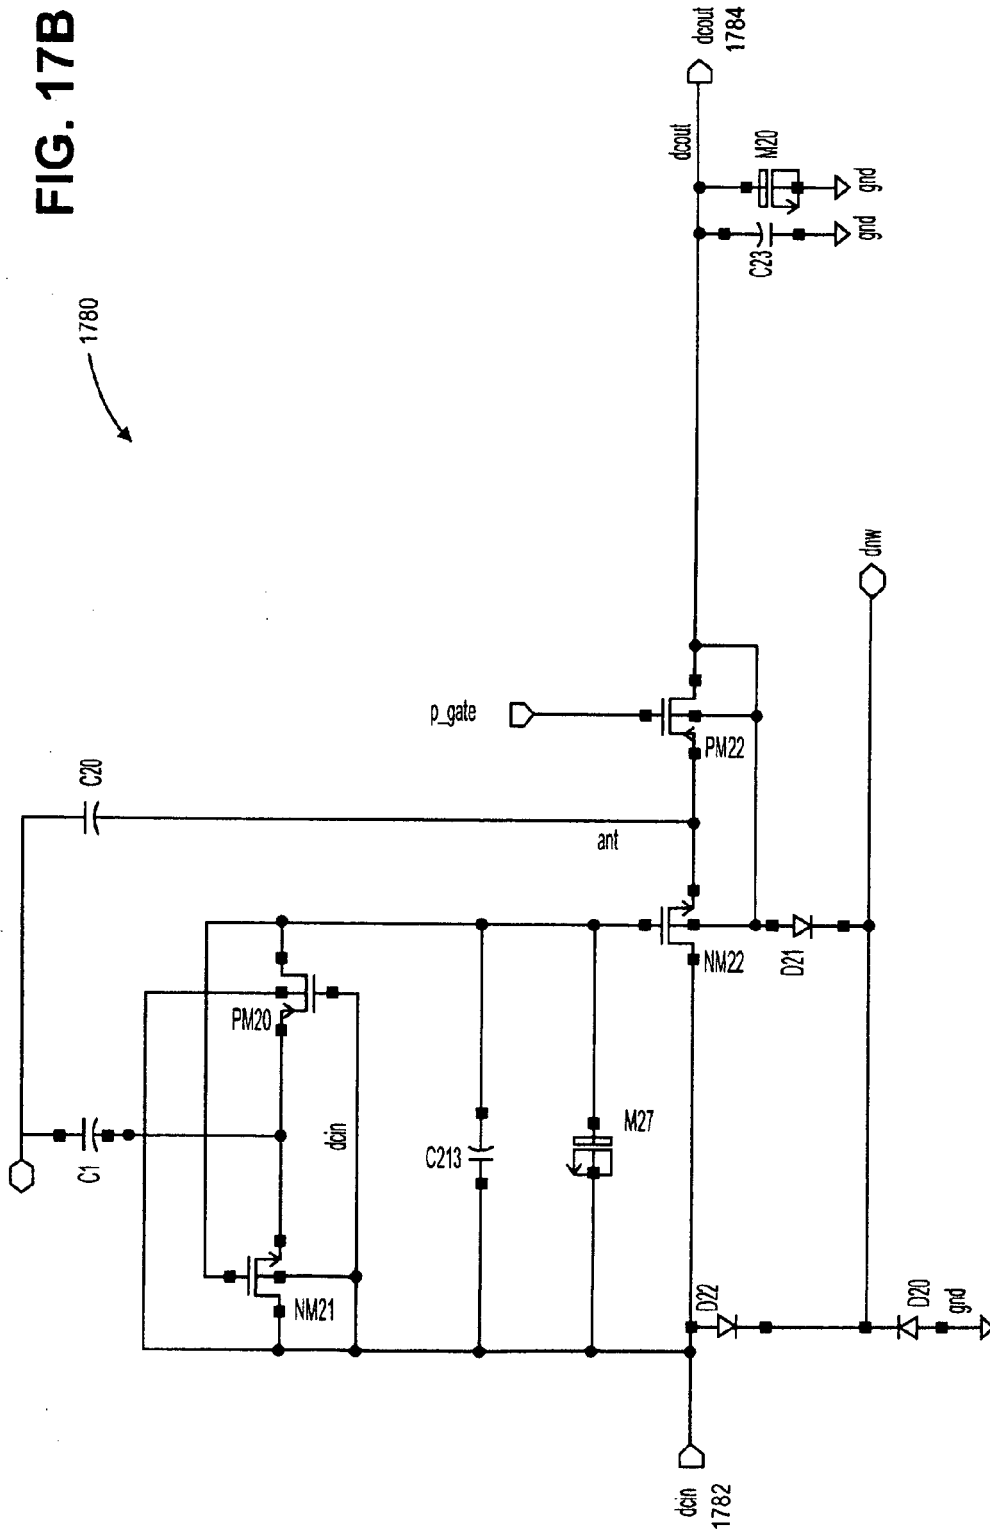 FIG. 17B
1780
C20
C1
PM20
dcin
NM21
C213
M27
p_gate
ant
PM22
NM22
D21
dnw
D22
D20
gnd
dcin
1782
dcout
M20
C23
gnd
gnd
dcout
1784